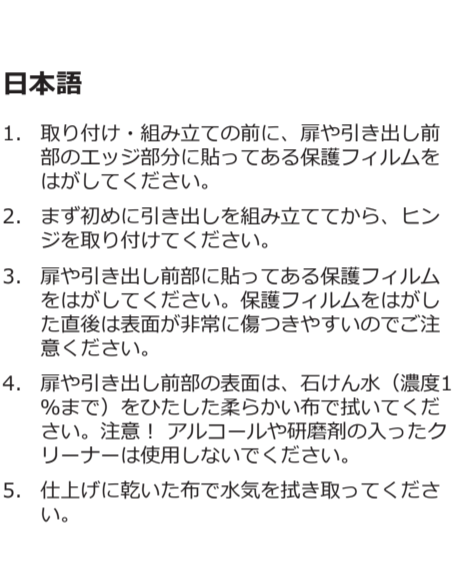 日本語
1. 取り付け・組み立ての前に、扉や引き出し前
部のエッジ部分に貼ってある保護フィルムを
はがしてください。
2. まず初めに引き出しを組み立ててから、ヒン
ジを取り付けてください。
3. 扉や引き出し前部に貼ってある保護フィルム
をはがしてください。保護フィルムをはがし
た直後は表面が非常に傷つきやすいのでご注
意ください。
4. 扉や引き出し前部の表面は、石けん水（濃度1
%まで）をひたした柔らかい布で拭いてくだ
さい。注意！ アルコールや研磨剤の入ったク
リーナーは使用しないでください。
5. 仕上げに乾いた布で水気を拭き取ってくださ
い。